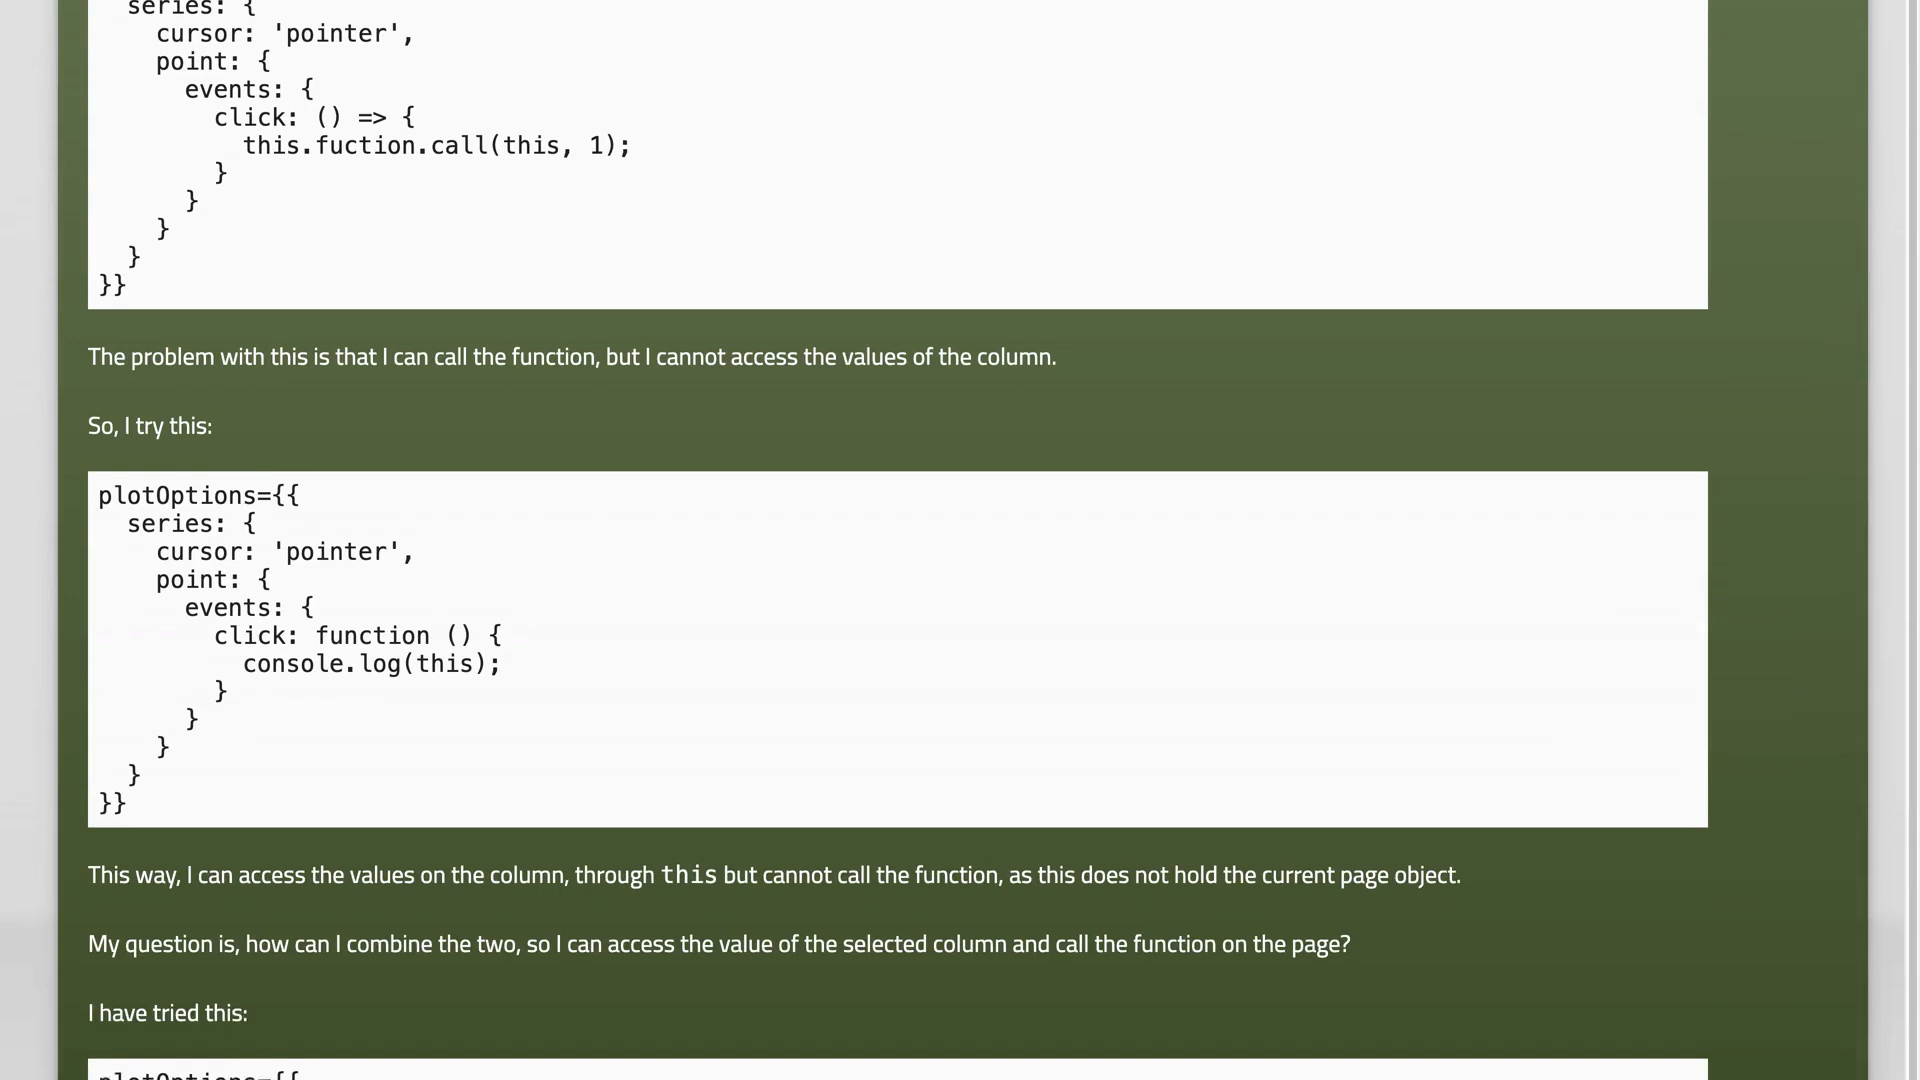 series: {
cursor: 'pointer',
point: {
events: {
click: () => {
this.fuction.call(this, 1);
}
}
}
}
}}
The problem with this is that I can call the function, but I cannot access the values of the column.
So, I try this:
plotOptions={{
series: {
cursor: 'pointer',
point: {
events: {
click: function () {
console.log(this);
}
}
}
}
}}
This way, I can access the values on the column, through this but cannot call the function, as this does not hold the current page object.
My question is, how can I combine the two, so I can access the value of the selected column and call the function on the page?
I have tried this:
plotOptions={{